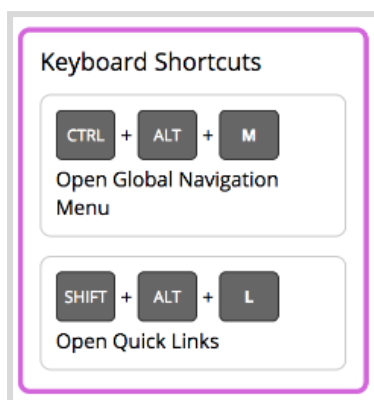 Keyboard Shortcuts
CTRL + ALT + M
Open Global Navigation
Menu
SHIFT + ALT + L
Open Quick Links